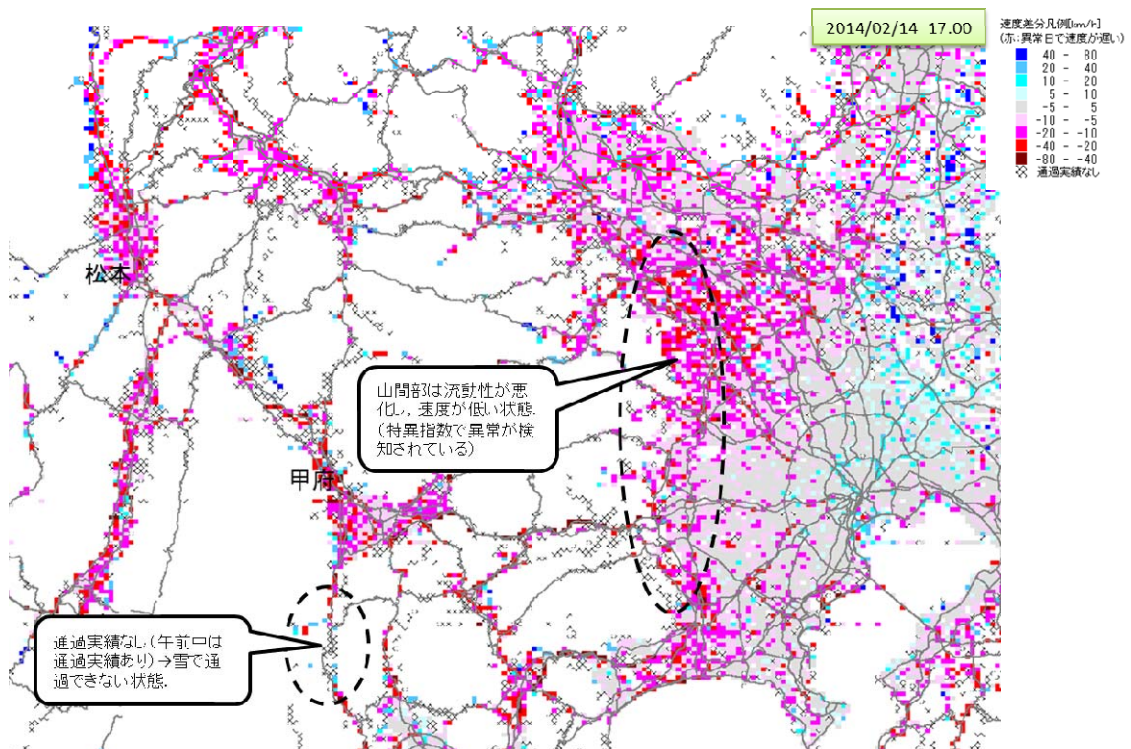 2014/02/14 17.00
速度差分凡例[km/h]
(赤:異常日で速度が遅い)
40 - 80
20 - 40
10 - 20
5 - 10
-5 - 5
-10 - -5
-20 - -10
-40 - -20
-80 - -40
通過実績なし
松本
山間部は流動性が悪
化し，速度が低い状態.
(特異指数で異常が検
知されている)
甲府
通過実績なし(午前中は
通過実績あり)→雪で通
過できない状態.